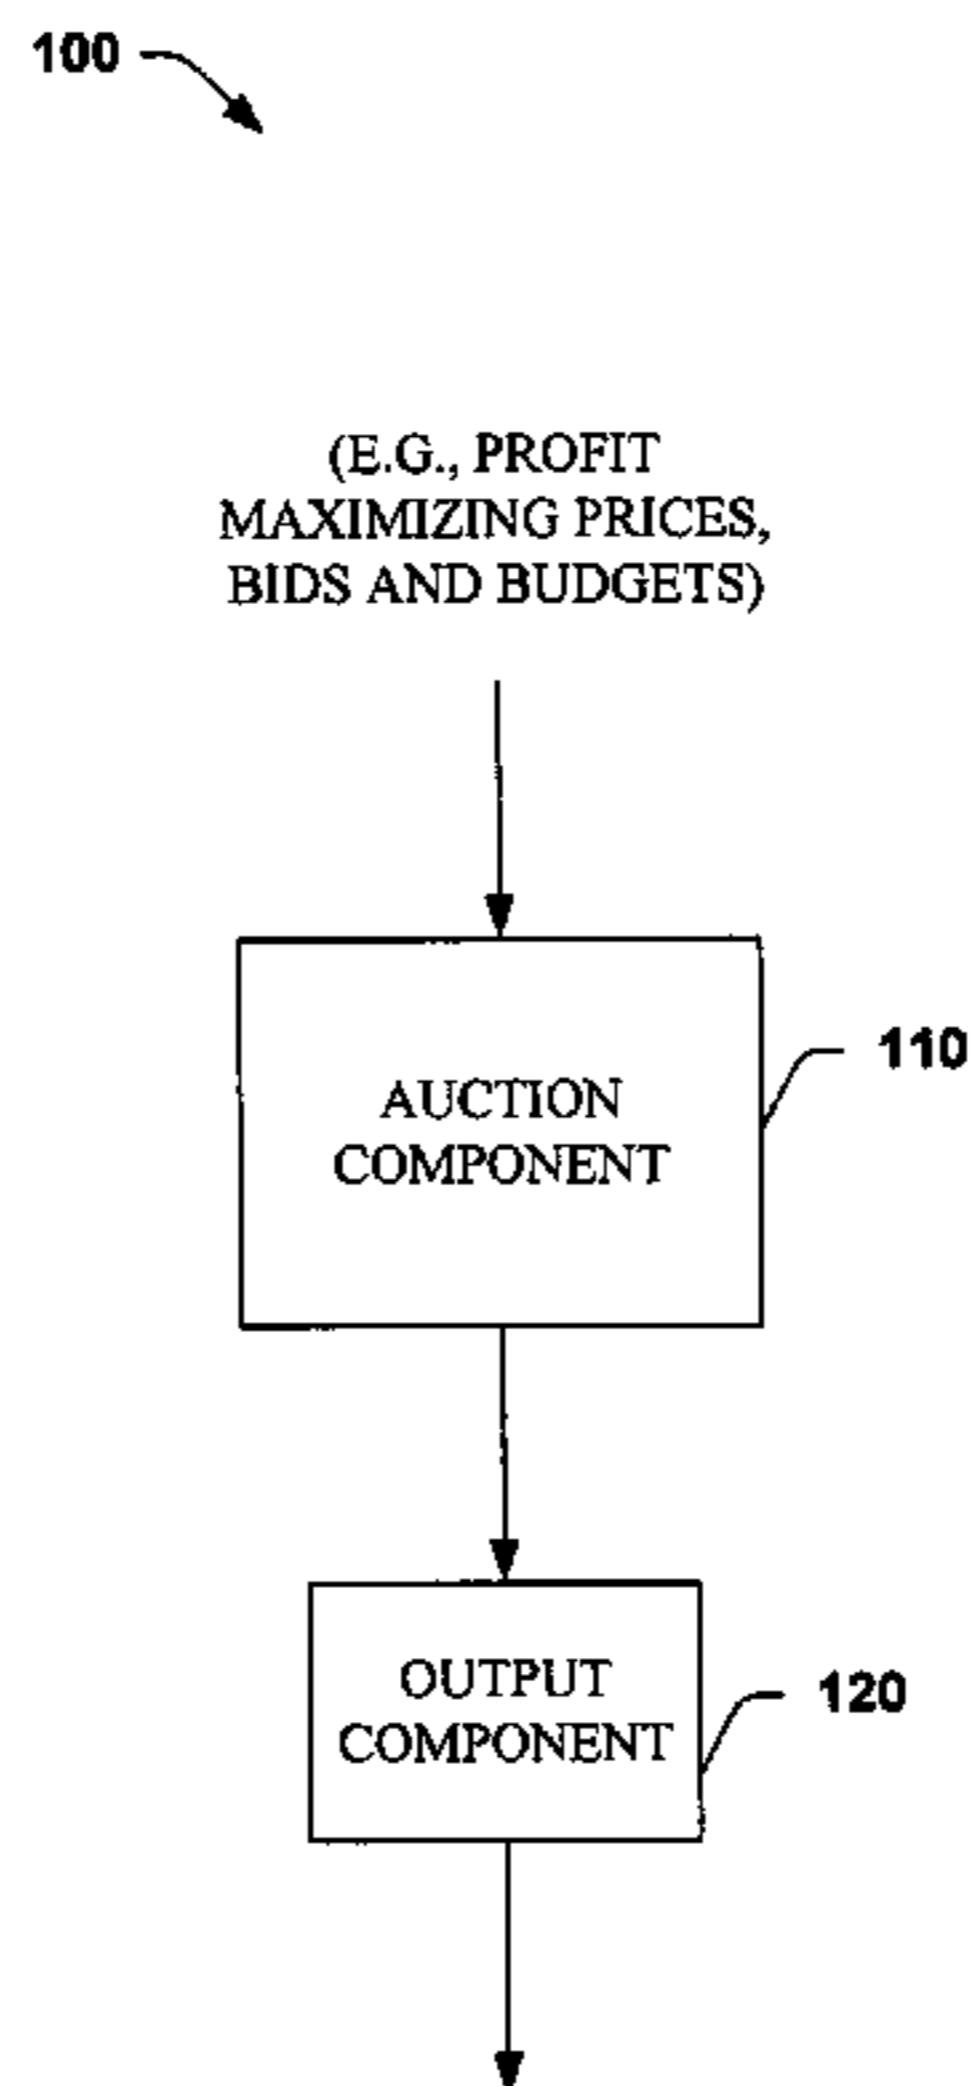 100
(E.G., PROFIT
MAXIMIZING PRICES,
BIDS AND BUDGETS)
AUCTION
COMPONENT
110
OUTPUT
COMPONENT
120